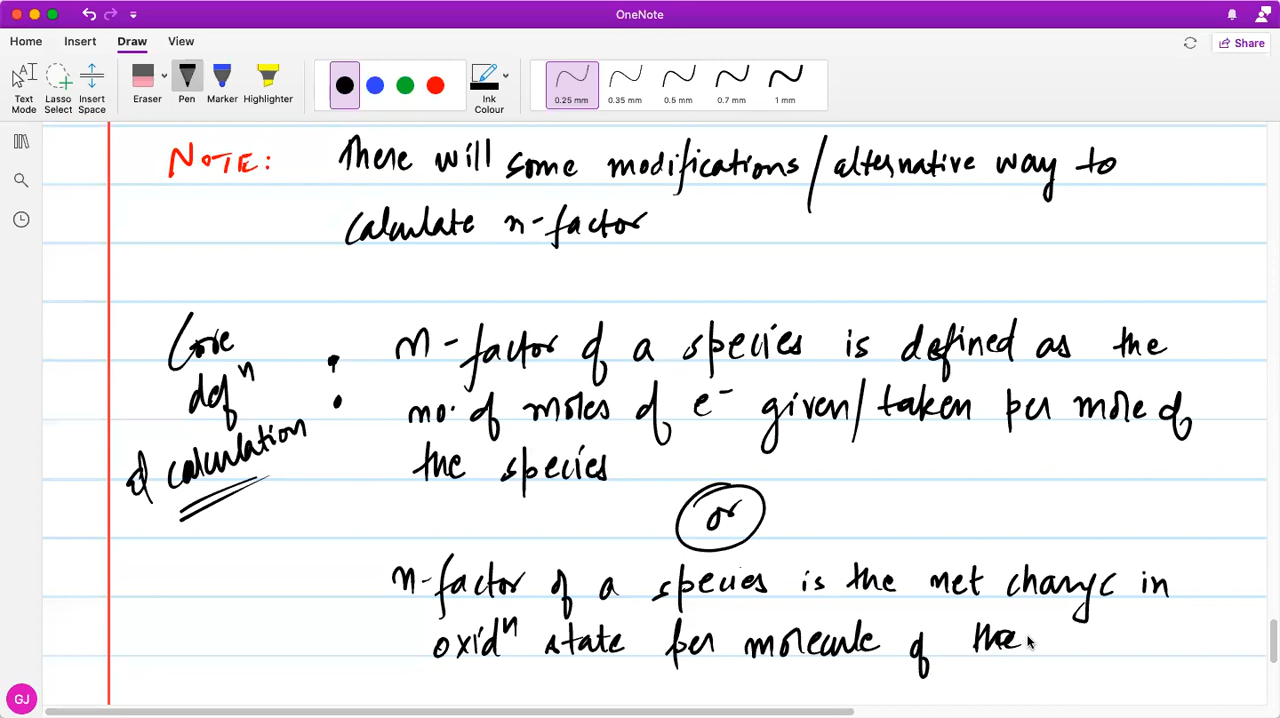 OneNote
Home Insert Draw View
Share
Text Mode
Lasso Select
Insert Space
Eraser
Pen
Marker
Highlighter
Ink Colour
0.25 mm
0.35 mm
0.5 mm
0.7 mm
1 mm
NOTE: There will some modifications/alternative way to
calculate n-factor
Core
defⁿ
calculation
: n-factor of a species is defined as the
no. of moles of e⁻ given/taken per mole of
the species
or
n-factor of a species is the net change in
oxidⁿ state per molecule of the
GJ